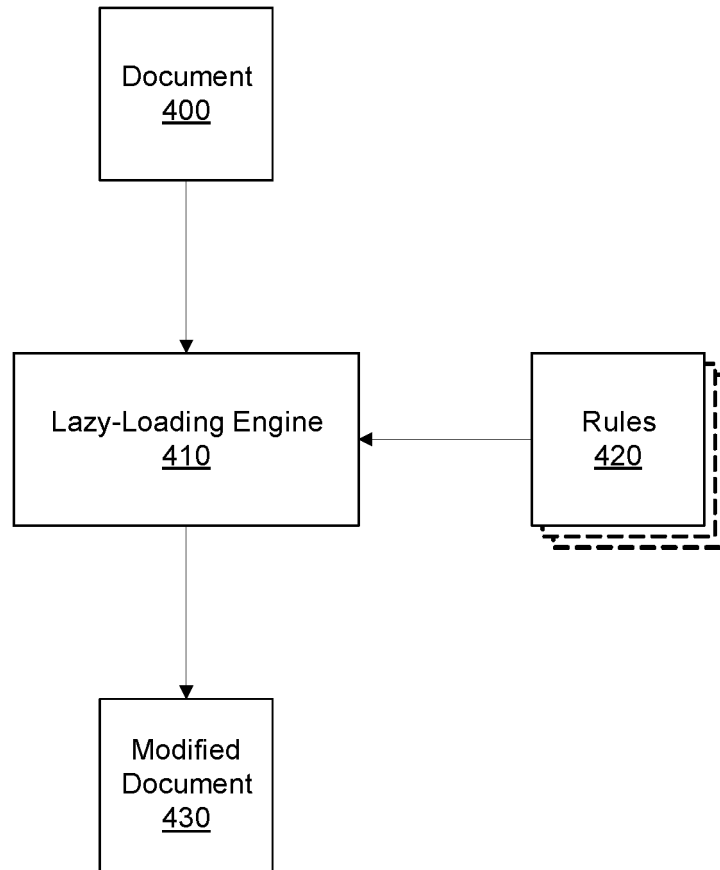 Document
400
Lazy-Loading Engine
410
Rules
420
Modified
Document
430